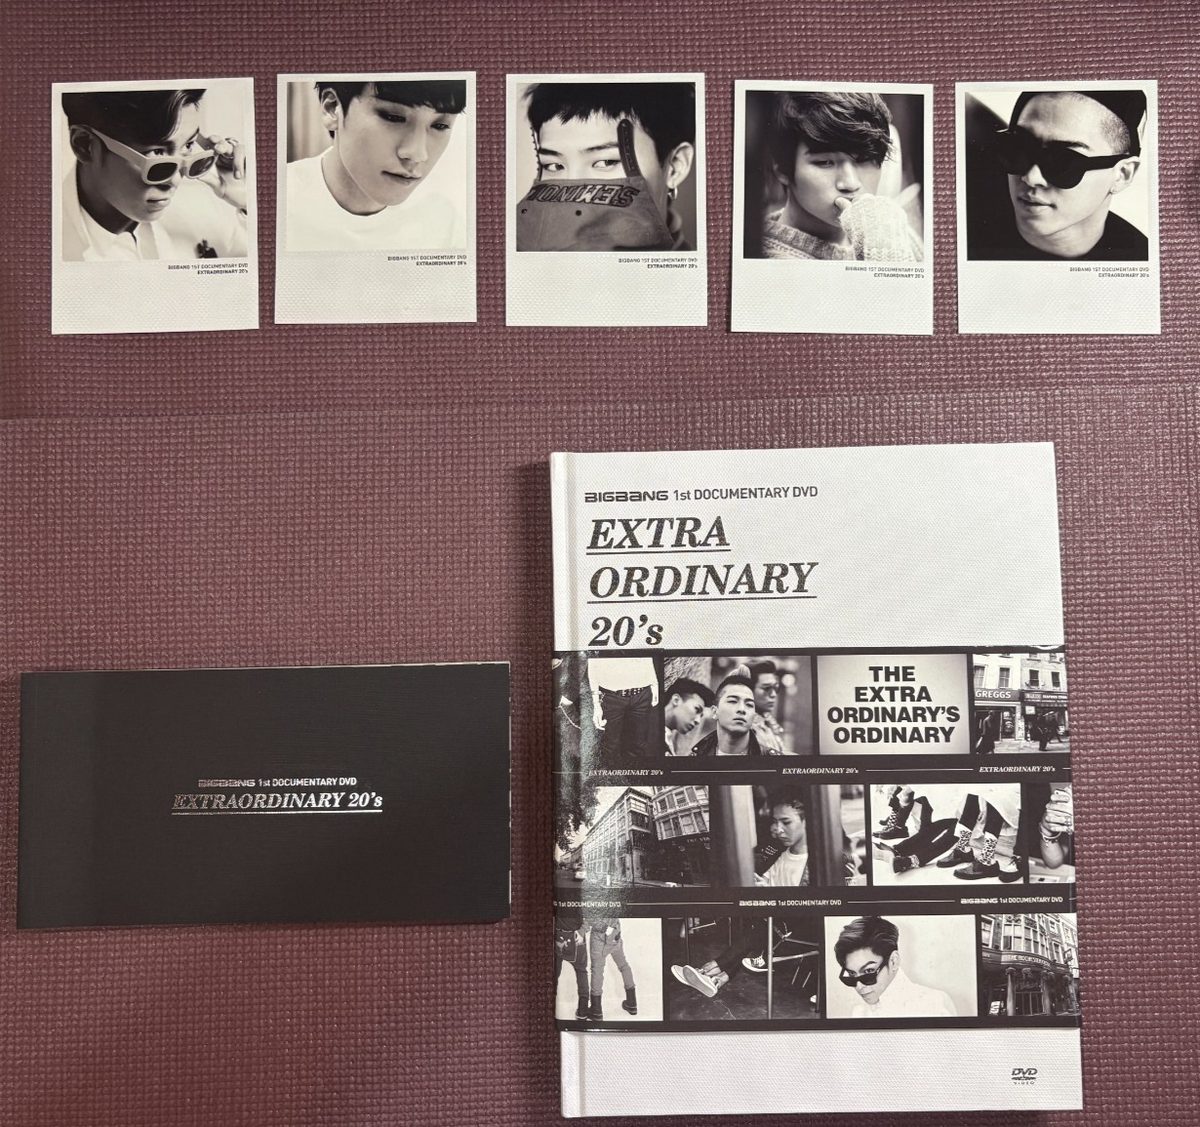 BIGBANG 1ST DOCUMENTARY DVD
EXTRAORDINARY 20's
BIGBANG 1ST DOCUMENTARY DVD
EXTRAORDINARY 20's
BIGBANG 1ST DOCUMENTARY DVD
EXTRAORDINARY 20's
BIGBANG 1ST DOCUMENTARY DVD
EXTRAORDINARY 20's
BIGBANG 1ST DOCUMENTARY DVD
EXTRAORDINARY 20's
BIGBANG 1st DOCUMENTARY DVD
EXTRA
ORDINARY
20's
THE
EXTRA
ORDINARY'S
ORDINARY
GREGGS
EXTRAORDINARY 20's
EXTRAORDINARY 20's
EXTRAORDINARY 20's
1st DOCUMENTARY DVD
BIGBANG 1st DOCUMENTARY DVD
BIGBANG 1st DOCUMENTARY DVD
DVD
VIDEO
BIGBANG 1st DOCUMENTARY DVD
EXTRAORDINARY 20's